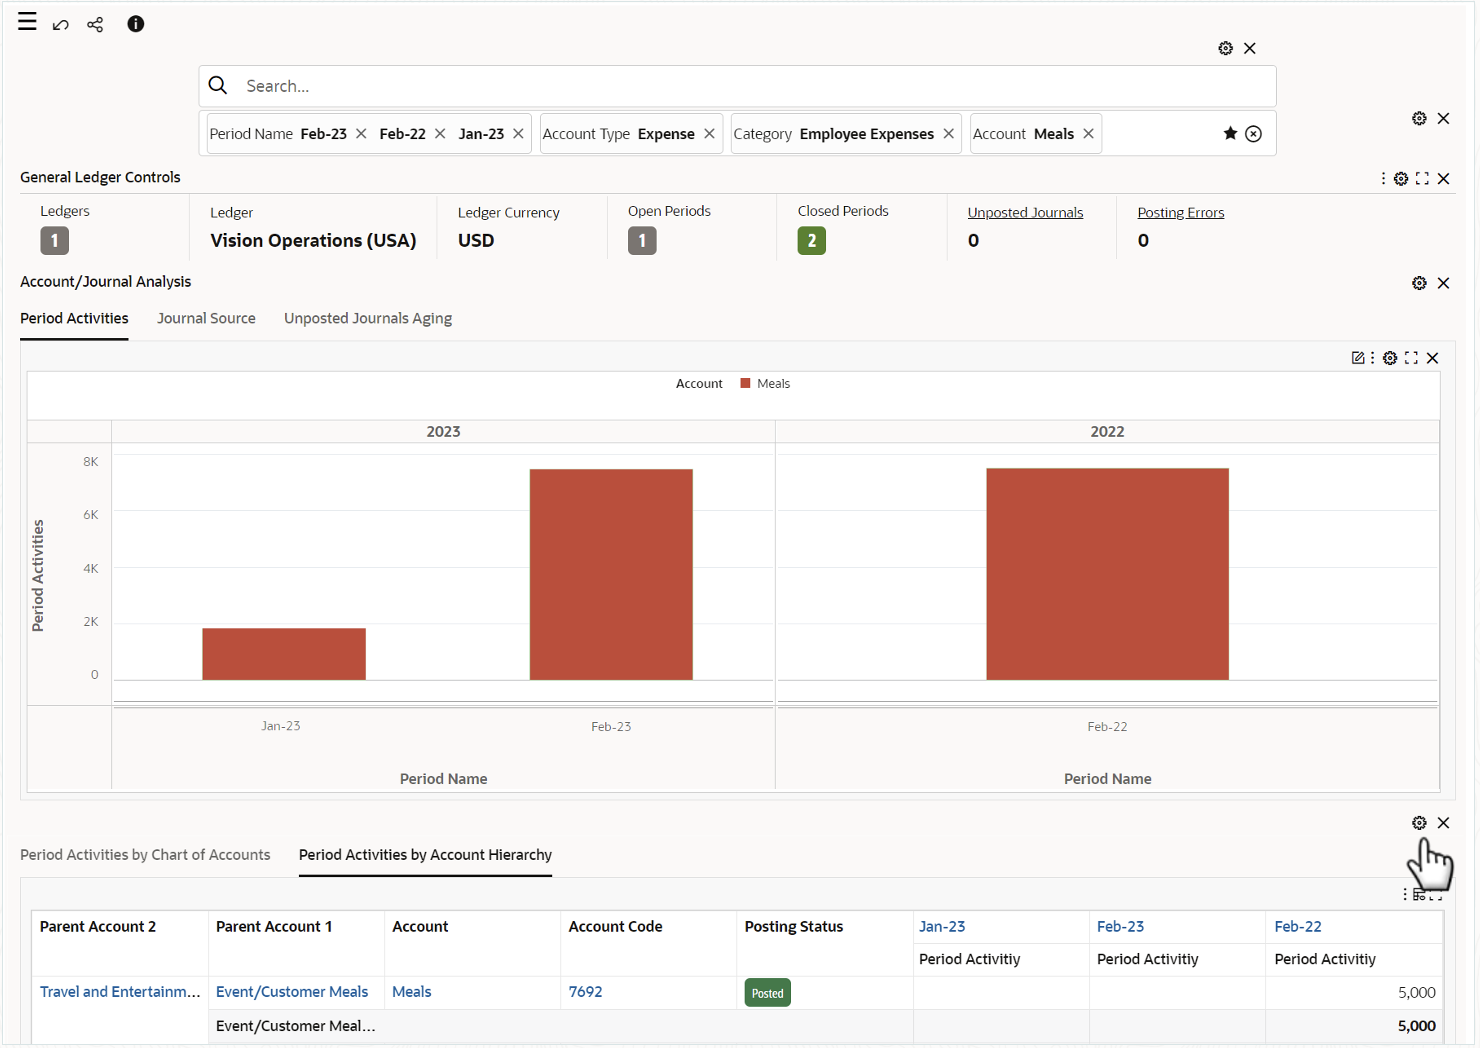 Search...
Period Name Feb-23 Feb-22 Jan-23 Account Type Expense Category Employee Expenses Account Meals
General Ledger Controls
Ledgers
1
Ledger
Vision Operations (USA)
Ledger Currency
USD
Open Periods
1
Closed Periods
2
Unposted Journals
0
Posting Errors
0
Account/Journal Analysis
Period Activities Journal Source Unposted Journals Aging
Account Meals
2023 2022
Period Activities
8K
6K
4K
2K
0
Jan-23 Feb-23 Feb-22
Period Name Period Name
Period Activities by Chart of Accounts Period Activities by Account Hierarchy
Parent Account 2 Parent Account 1 Account Account Code Posting Status Jan-23 Feb-23 Feb-22
Period Activitiy Period Activitiy Period Activitiy
Travel and Entertainm... Event/Customer Meals Meals 7692 Posted 5,000
Event/Customer Meal... 5,000